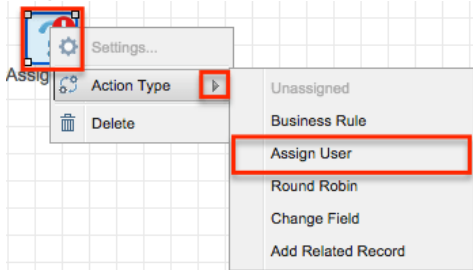 Settings...
Assig
Action Type
Delete
Unassigned
Business Rule
Assign User
Round Robin
Change Field
Add Related Record